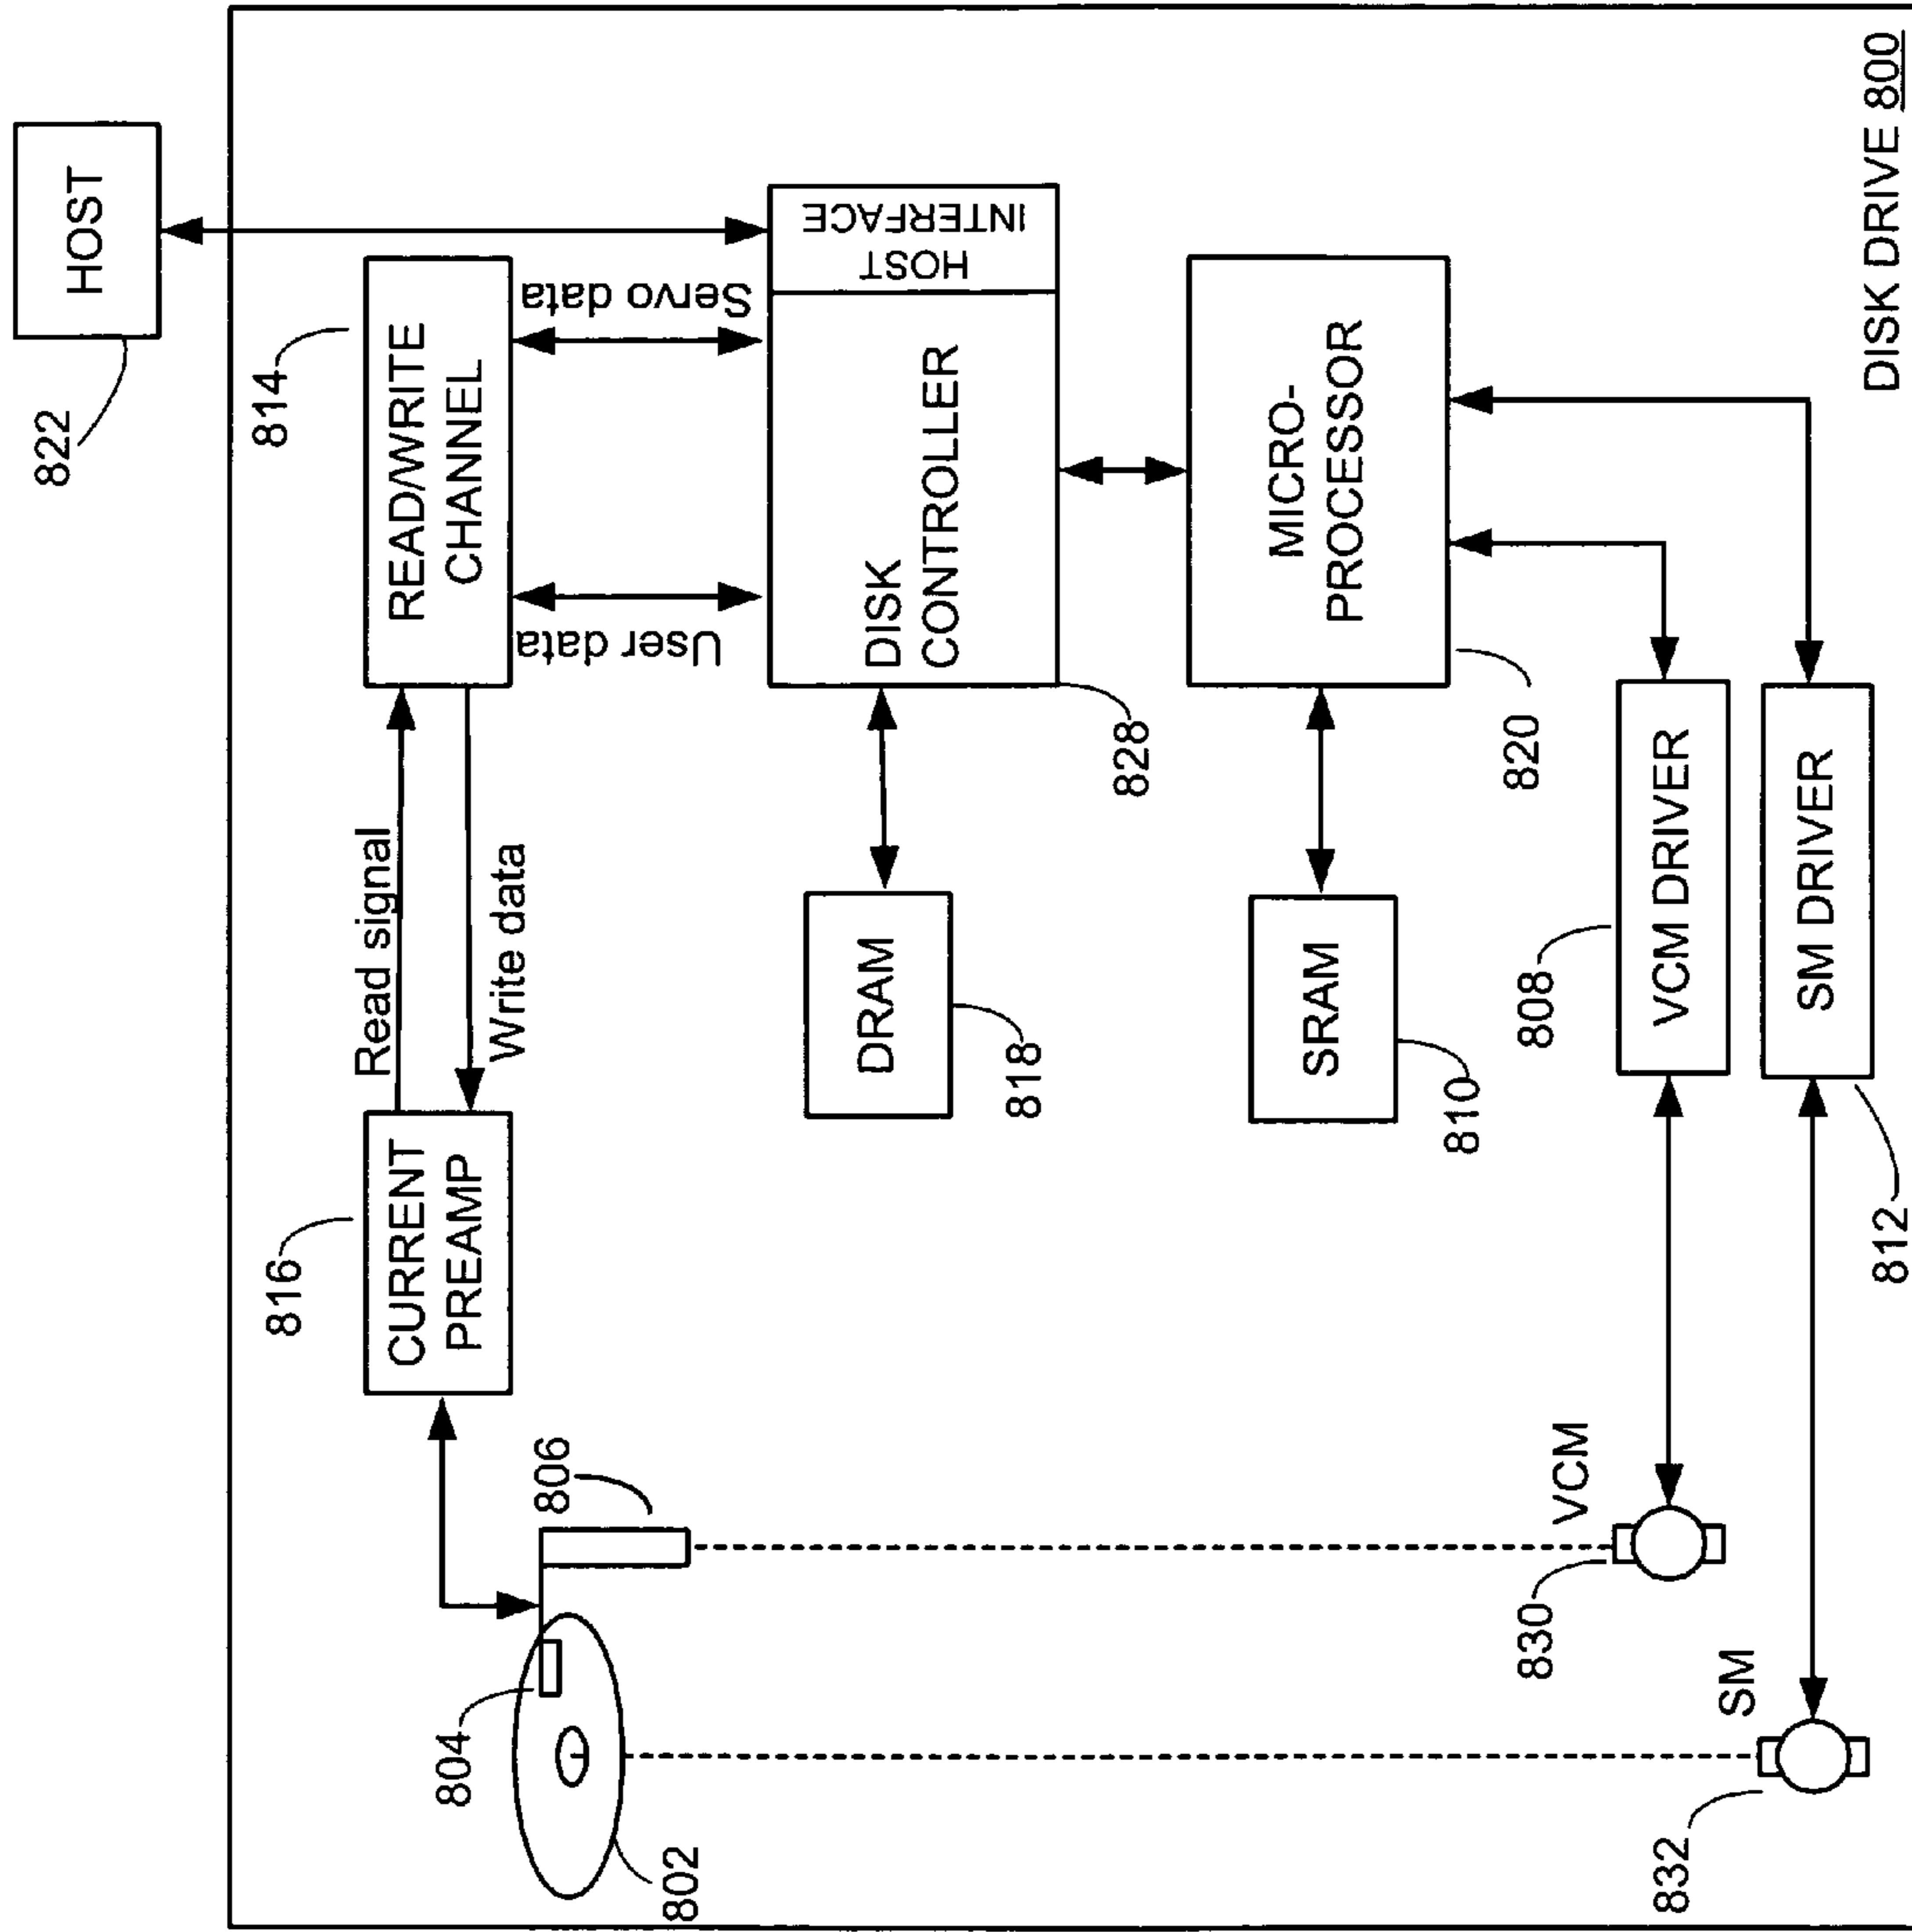 HOST
822
814
READ/WRITE
CHANNEL
816
CURRENT
PREAMP
Read signal
Write data
User data
Servo data
804
806
802
DRAM
818
DISK
CONTROLLER
HOST
INTERFACE
828
SRAM
810
MICRO-
PROCESSOR
820
VCM
830
808
VCM DRIVER
SM
832
SM DRIVER
812
DISK DRIVE 800